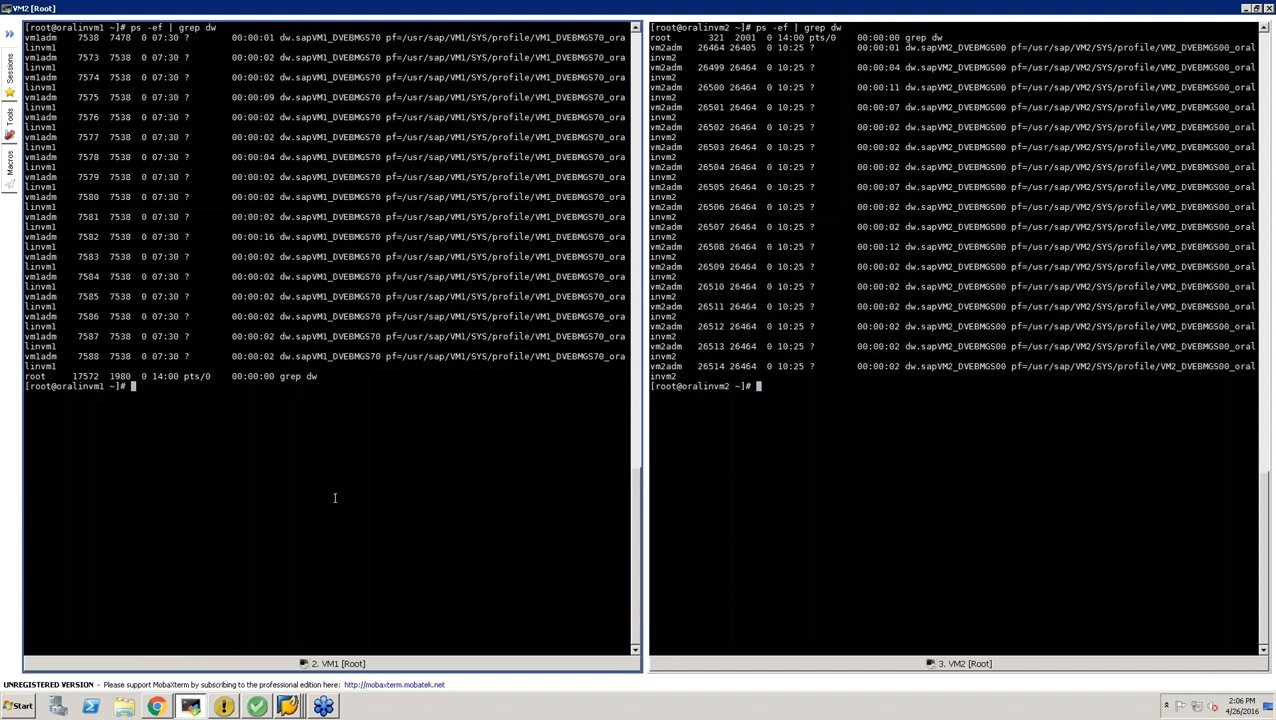 VM2 [Root]
Sessions
Tools
Macros
[root@oralinvm1 ~]# ps -ef | grep dw
vm1adm 7538 7478 0 07:30 ? 00:00:01 dw.sapVM1_DVEBMGS70 pf=/usr/sap/VM1/SYS/profile/VM1_DVEBMGS70_ora
linvm1
vm1adm 7573 7538 0 07:30 ? 00:00:02 dw.sapVM1_DVEBMGS70 pf=/usr/sap/VM1/SYS/profile/VM1_DVEBMGS70_ora
linvm1
vm1adm 7574 7538 0 07:30 ? 00:00:02 dw.sapVM1_DVEBMGS70 pf=/usr/sap/VM1/SYS/profile/VM1_DVEBMGS70_ora
linvm1
vm1adm 7575 7538 0 07:30 ? 00:00:09 dw.sapVM1_DVEBMGS70 pf=/usr/sap/VM1/SYS/profile/VM1_DVEBMGS70_ora
linvm1
vm1adm 7576 7538 0 07:30 ? 00:00:02 dw.sapVM1_DVEBMGS70 pf=/usr/sap/VM1/SYS/profile/VM1_DVEBMGS70_ora
linvm1
vm1adm 7577 7538 0 07:30 ? 00:00:02 dw.sapVM1_DVEBMGS70 pf=/usr/sap/VM1/SYS/profile/VM1_DVEBMGS70_ora
linvm1
vm1adm 7578 7538 0 07:30 ? 00:00:04 dw.sapVM1_DVEBMGS70 pf=/usr/sap/VM1/SYS/profile/VM1_DVEBMGS70_ora
linvm1
vm1adm 7579 7538 0 07:30 ? 00:00:02 dw.sapVM1_DVEBMGS70 pf=/usr/sap/VM1/SYS/profile/VM1_DVEBMGS70_ora
linvm1
vm1adm 7580 7538 0 07:30 ? 00:00:02 dw.sapVM1_DVEBMGS70 pf=/usr/sap/VM1/SYS/profile/VM1_DVEBMGS70_ora
linvm1
vm1adm 7581 7538 0 07:30 ? 00:00:02 dw.sapVM1_DVEBMGS70 pf=/usr/sap/VM1/SYS/profile/VM1_DVEBMGS70_ora
linvm1
vm1adm 7582 7538 0 07:30 ? 00:00:16 dw.sapVM1_DVEBMGS70 pf=/usr/sap/VM1/SYS/profile/VM1_DVEBMGS70_ora
linvm1
vm1adm 7583 7538 0 07:30 ? 00:00:02 dw.sapVM1_DVEBMGS70 pf=/usr/sap/VM1/SYS/profile/VM1_DVEBMGS70_ora
linvm1
vm1adm 7584 7538 0 07:30 ? 00:00:02 dw.sapVM1_DVEBMGS70 pf=/usr/sap/VM1/SYS/profile/VM1_DVEBMGS70_ora
linvm1
vm1adm 7585 7538 0 07:30 ? 00:00:02 dw.sapVM1_DVEBMGS70 pf=/usr/sap/VM1/SYS/profile/VM1_DVEBMGS70_ora
linvm1
vm1adm 7586 7538 0 07:30 ? 00:00:02 dw.sapVM1_DVEBMGS70 pf=/usr/sap/VM1/SYS/profile/VM1_DVEBMGS70_ora
linvm1
vm1adm 7587 7538 0 07:30 ? 00:00:02 dw.sapVM1_DVEBMGS70 pf=/usr/sap/VM1/SYS/profile/VM1_DVEBMGS70_ora
linvm1
vm1adm 7588 7538 0 07:30 ? 00:00:02 dw.sapVM1_DVEBMGS70 pf=/usr/sap/VM1/SYS/profile/VM1_DVEBMGS70_ora
linvm1
root 17572 1980 0 14:00 pts/0 00:00:00 grep dw
[root@oralinvm1 ~]#
2. VM1 [Root]
[root@oralinvm2 ~]# ps -ef | grep dw
root 321 2001 0 14:00 pts/0 00:00:00 grep dw
vm2adm 26464 26405 0 10:25 ? 00:00:01 dw.sapVM2_DVEBMGS00 pf=/usr/sap/VM2/SYS/profile/VM2_DVEBMGS00_oral
invm2
vm2adm 26499 26464 0 10:25 ? 00:00:04 dw.sapVM2_DVEBMGS00 pf=/usr/sap/VM2/SYS/profile/VM2_DVEBMGS00_oral
invm2
vm2adm 26500 26464 0 10:25 ? 00:00:11 dw.sapVM2_DVEBMGS00 pf=/usr/sap/VM2/SYS/profile/VM2_DVEBMGS00_oral
invm2
vm2adm 26501 26464 0 10:25 ? 00:00:07 dw.sapVM2_DVEBMGS00 pf=/usr/sap/VM2/SYS/profile/VM2_DVEBMGS00_oral
invm2
vm2adm 26502 26464 0 10:25 ? 00:00:02 dw.sapVM2_DVEBMGS00 pf=/usr/sap/VM2/SYS/profile/VM2_DVEBMGS00_oral
invm2
vm2adm 26503 26464 0 10:25 ? 00:00:02 dw.sapVM2_DVEBMGS00 pf=/usr/sap/VM2/SYS/profile/VM2_DVEBMGS00_oral
invm2
vm2adm 26504 26464 0 10:25 ? 00:00:02 dw.sapVM2_DVEBMGS00 pf=/usr/sap/VM2/SYS/profile/VM2_DVEBMGS00_oral
invm2
vm2adm 26505 26464 0 10:25 ? 00:00:07 dw.sapVM2_DVEBMGS00 pf=/usr/sap/VM2/SYS/profile/VM2_DVEBMGS00_oral
invm2
vm2adm 26506 26464 0 10:25 ? 00:00:02 dw.sapVM2_DVEBMGS00 pf=/usr/sap/VM2/SYS/profile/VM2_DVEBMGS00_oral
invm2
vm2adm 26507 26464 0 10:25 ? 00:00:02 dw.sapVM2_DVEBMGS00 pf=/usr/sap/VM2/SYS/profile/VM2_DVEBMGS00_oral
invm2
vm2adm 26508 26464 0 10:25 ? 00:00:12 dw.sapVM2_DVEBMGS00 pf=/usr/sap/VM2/SYS/profile/VM2_DVEBMGS00_oral
invm2
vm2adm 26509 26464 0 10:25 ? 00:00:02 dw.sapVM2_DVEBMGS00 pf=/usr/sap/VM2/SYS/profile/VM2_DVEBMGS00_oral
invm2
vm2adm 26510 26464 0 10:25 ? 00:00:02 dw.sapVM2_DVEBMGS00 pf=/usr/sap/VM2/SYS/profile/VM2_DVEBMGS00_oral
invm2
vm2adm 26511 26464 0 10:25 ? 00:00:02 dw.sapVM2_DVEBMGS00 pf=/usr/sap/VM2/SYS/profile/VM2_DVEBMGS00_oral
invm2
vm2adm 26512 26464 0 10:25 ? 00:00:02 dw.sapVM2_DVEBMGS00 pf=/usr/sap/VM2/SYS/profile/VM2_DVEBMGS00_oral
invm2
vm2adm 26513 26464 0 10:25 ? 00:00:02 dw.sapVM2_DVEBMGS00 pf=/usr/sap/VM2/SYS/profile/VM2_DVEBMGS00_oral
invm2
vm2adm 26514 26464 0 10:25 ? 00:00:02 dw.sapVM2_DVEBMGS00 pf=/usr/sap/VM2/SYS/profile/VM2_DVEBMGS00_oral
invm2
[root@oralinvm2 ~]#
3. VM2 [Root]
UNREGISTERED VERSION - Please support MobaXterm by subscribing to the professional edition here: http://mobaxterm.mobatek.net
Start
2:06 PM
4/26/2016